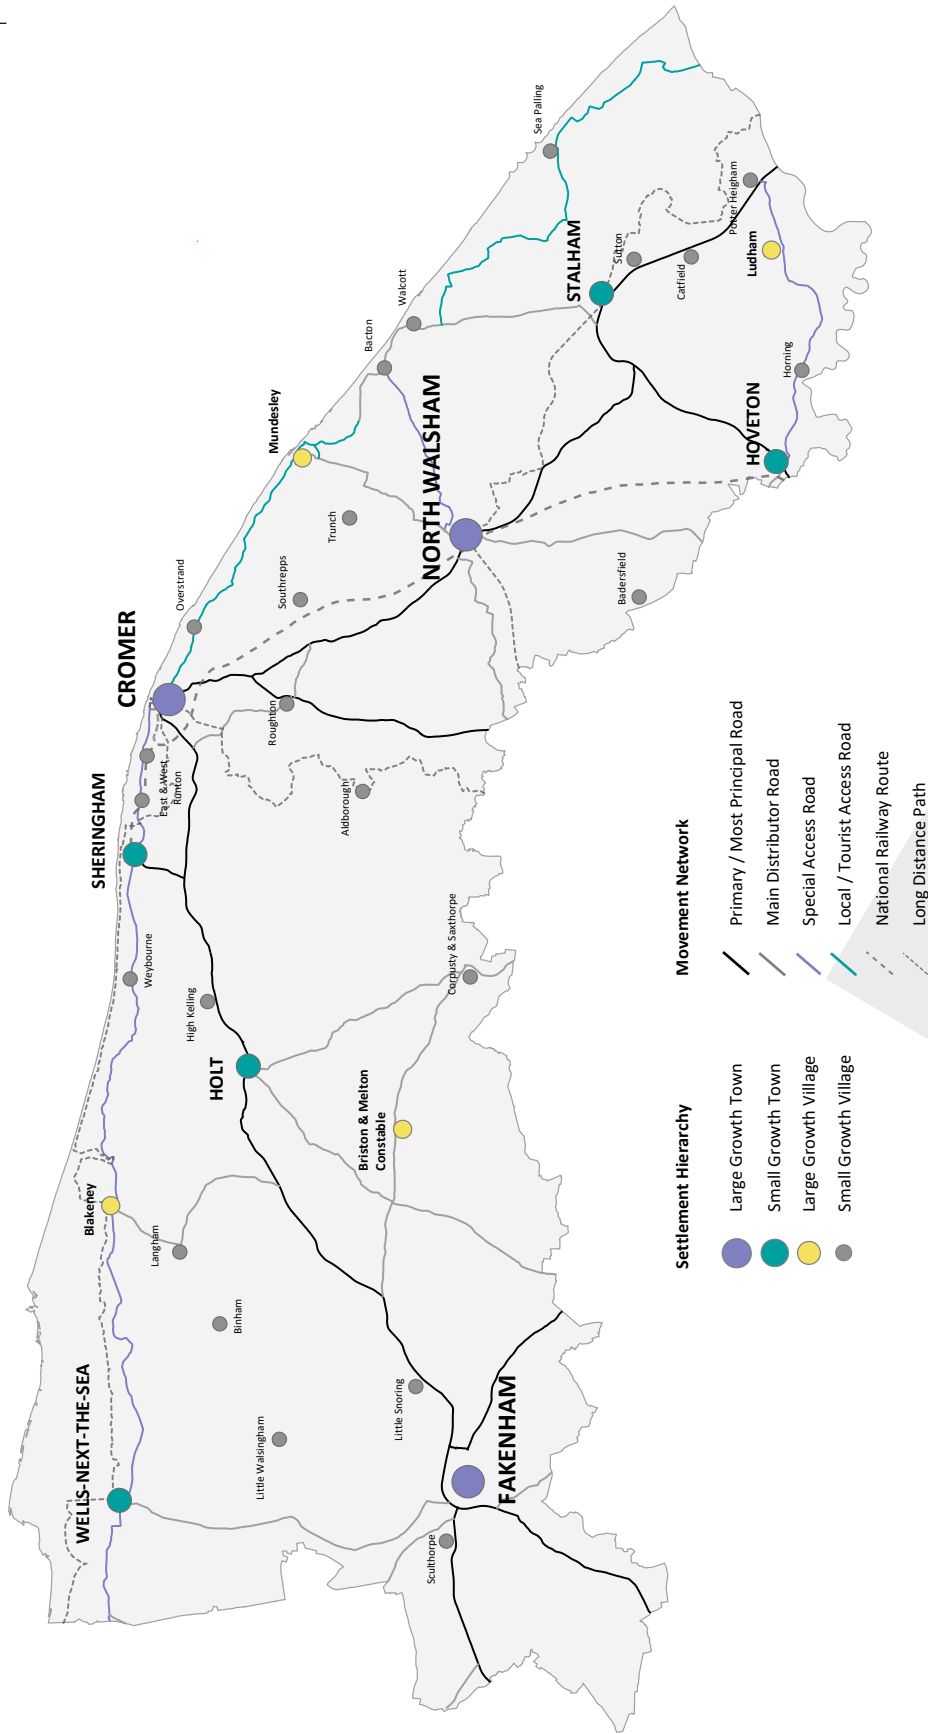 WELLS-NEXT-THE-SEA
Blakeney
Weybourne
SHERINGHAM
East & West
Runton
CROMER
Overstrand
Mundesley
Bacton
Walcott
Sea Palling
Langham
Binham
Little Walsingham
High Kelling
HOLT
Southrepps
Trunch
Roughton
Aldborough
NORTH WALSHAM
STALHAM
Sutton
Catfield
Potter Heigham
Ludham
Horning
HOVETON
Badersfield
Briston & Melton
Constable
Corpusty & Saxthorpe
Little Snoring
Sculthorpe
FAKENHAM
Settlement Hierarchy
Large Growth Town
Small Growth Town
Large Growth Village
Small Growth Village
Movement Network
Primary / Most Principal Road
Main Distributor Road
Special Access Road
Local / Tourist Access Road
National Railway Route
Long Distance Path